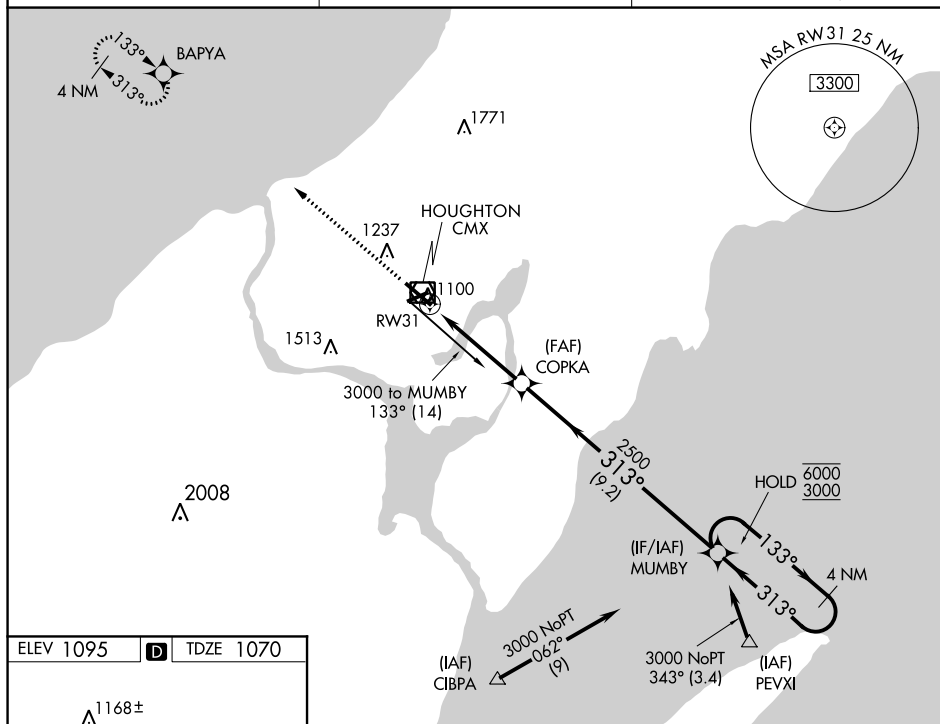 133°
BAPYA
313°
4 NM
MSA RW31 25 NM
3300
1771
HOUGHTON
CMX
1237
1100
RW31
1513
(FAF)
COPKA
3000 to MUMBY
133° (14)
2500
313°
(9.2)
HOLD 6000
3000
2008
(IF/IAF)
MUMBY
133°
4 NM
313°
3000 NoPT
062°
(9)
(IAF)
CIBPA
3000 NoPT
343° (3.4)
(IAF)
PEVXI
ELEV 1095 D TDZE 1070
1168±